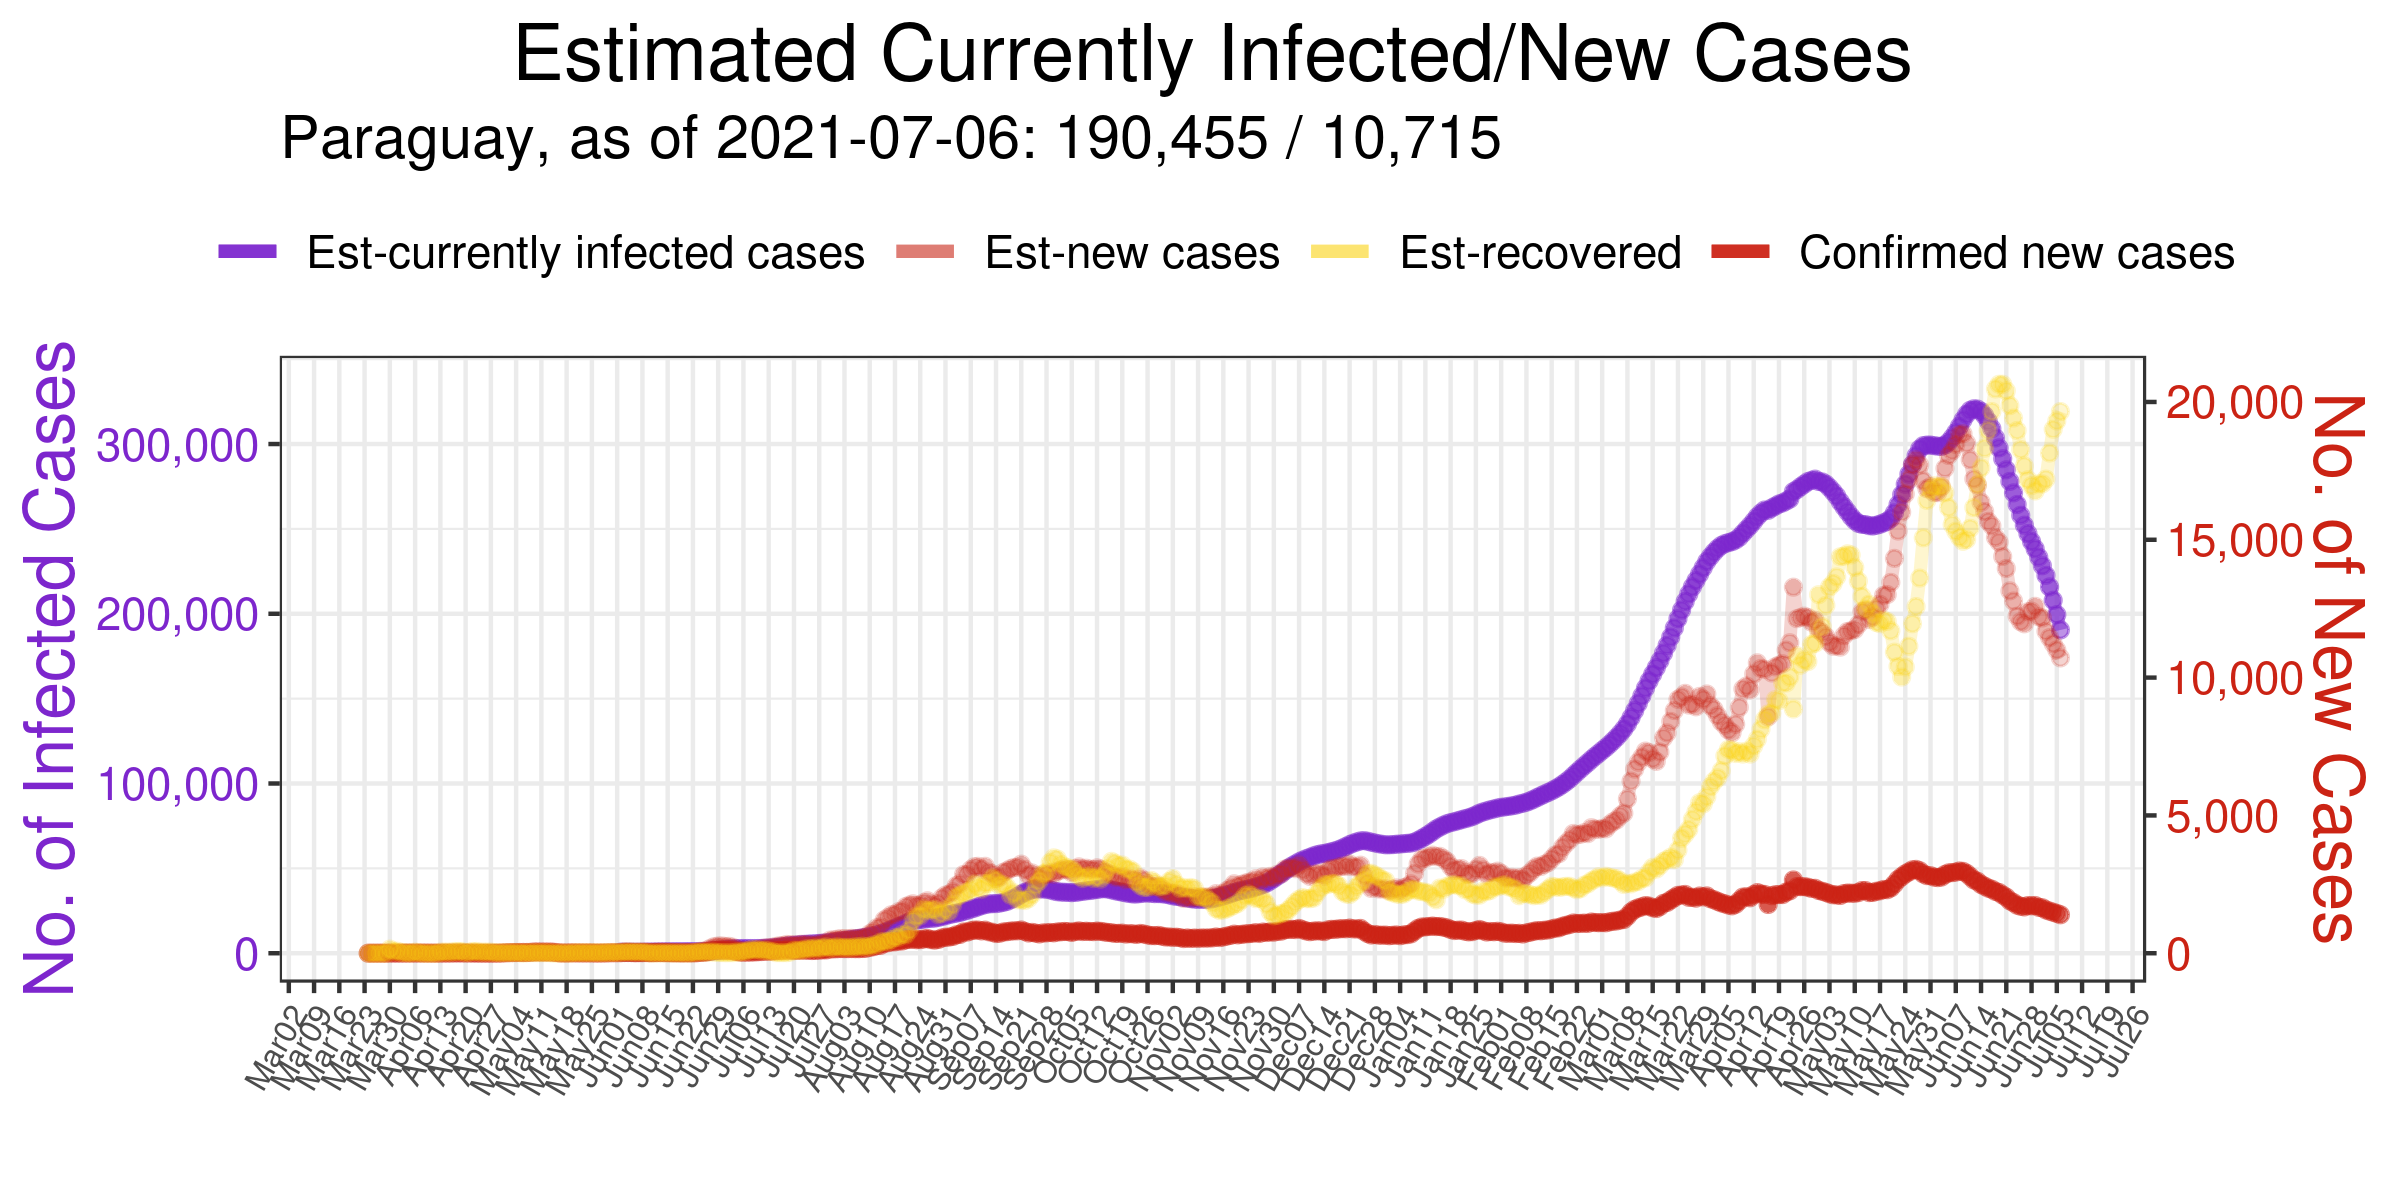 Estimated Currently Infected/New Cases
Paraguay, as of 2021-07-06: 190,455 / 10,715
Est-currently infected cases
Est-new cases
Est-recovered
Confirmed new cases
No. of Infected Cases
300,000
200,000
100,000
0
20,000
15,000
10,000
5,000
0
No. of New Cases
Mar02
Mar09
Mar16
Mar23
Mar30
Apr06
Apr13
Apr20
Apr27
May04
May11
May18
May25
Jun01
Jun08
Jun15
Jun22
Jun29
Jul06
Jul13
Jul20
Jul27
Aug03
Aug10
Aug17
Aug24
Aug31
Sep07
Sep14
Sep21
Sep28
Oct05
Oct12
Oct19
Oct26
Nov02
Nov09
Nov16
Nov23
Nov30
Dec07
Dec14
Dec21
Dec28
Jan04
Jan11
Jan18
Jan25
Feb01
Feb08
Feb15
Feb22
Mar01
Mar08
Mar15
Mar22
Mar29
Apr05
Apr12
Apr19
Apr26
May03
May10
May17
May24
May31
Jun07
Jun14
Jun21
Jun28
Jul05
Jul12
Jul19
Jul26